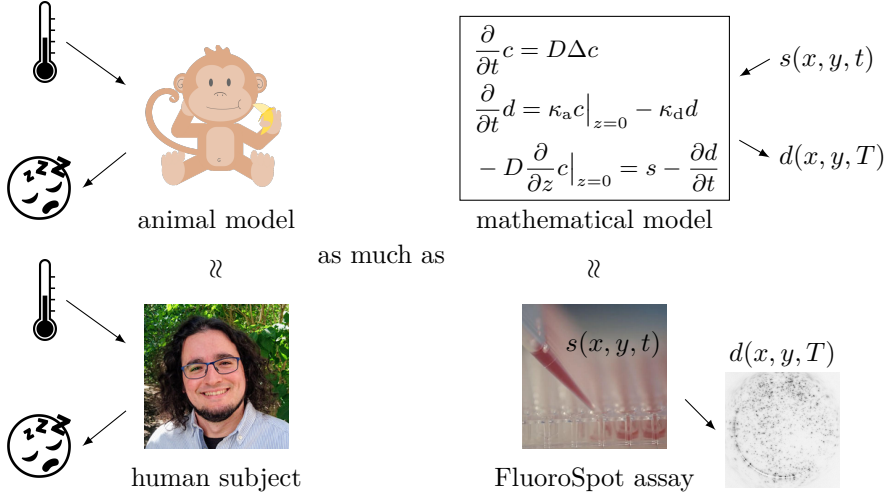 z z z z
animal model
∂/∂t c = DΔc
∂/∂t d = κ_a c|_{z=0} − κ_d d
− D ∂/∂z c|_{z=0} = s − ∂d/∂t
s(x, y, t)
d(x, y, T)
mathematical model
as much as
≈
≈
z z z z
human subject
s(x, y, t)
FluoroSpot assay
d(x, y, T)